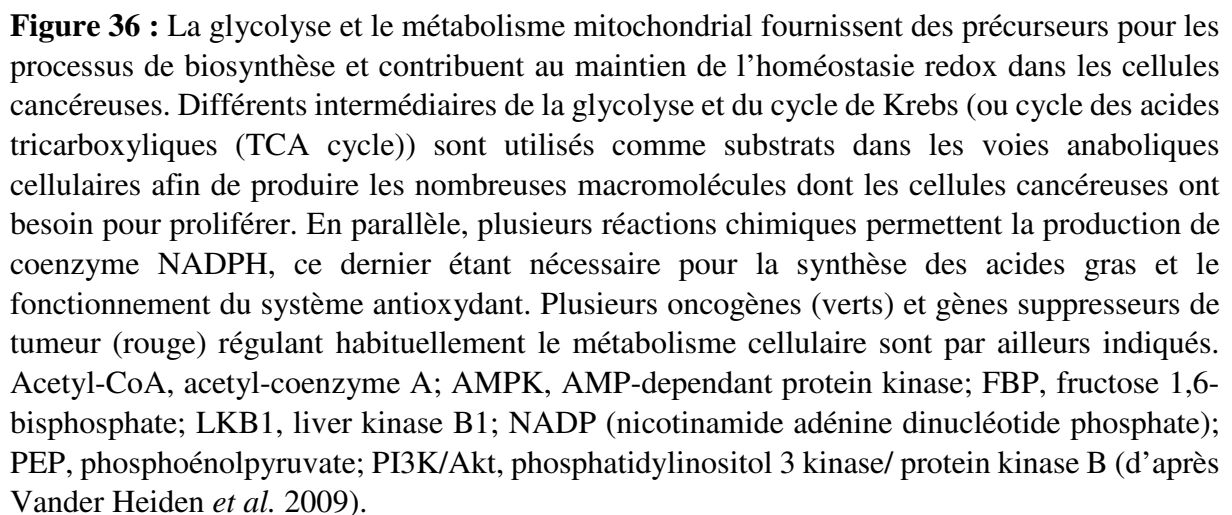 Figure 36 : La glycolyse et le métabolisme mitochondrial fournissent des précurseurs pour les
processus de biosynthèse et contribuent au maintien de l’homéostasie redox dans les cellules
cancéreuses. Différents intermédiaires de la glycolyse et du cycle de Krebs (ou cycle des acides
tricarboxyliques (TCA cycle)) sont utilisés comme substrats dans les voies anaboliques
cellulaires afin de produire les nombreuses macromolécules dont les cellules cancéreuses ont
besoin pour proliférer. En parallèle, plusieurs réactions chimiques permettent la production de
coenzyme NADPH, ce dernier étant nécessaire pour la synthèse des acides gras et le
fonctionnement du système antioxydant. Plusieurs oncogènes (verts) et gènes suppresseurs de
tumeur (rouge) régulant habituellement le métabolisme cellulaire sont par ailleurs indiqués.
Acetyl-CoA, acetyl-coenzyme A; AMPK, AMP-dependant protein kinase; FBP, fructose 1,6-
bisphosphate; LKB1, liver kinase B1; NADP (nicotinamide adénine dinucléotide phosphate);
PEP, phosphoénolpyruvate; PI3K/Akt, phosphatidylinositol 3 kinase/ protein kinase B (d’après
Vander Heiden et al. 2009).